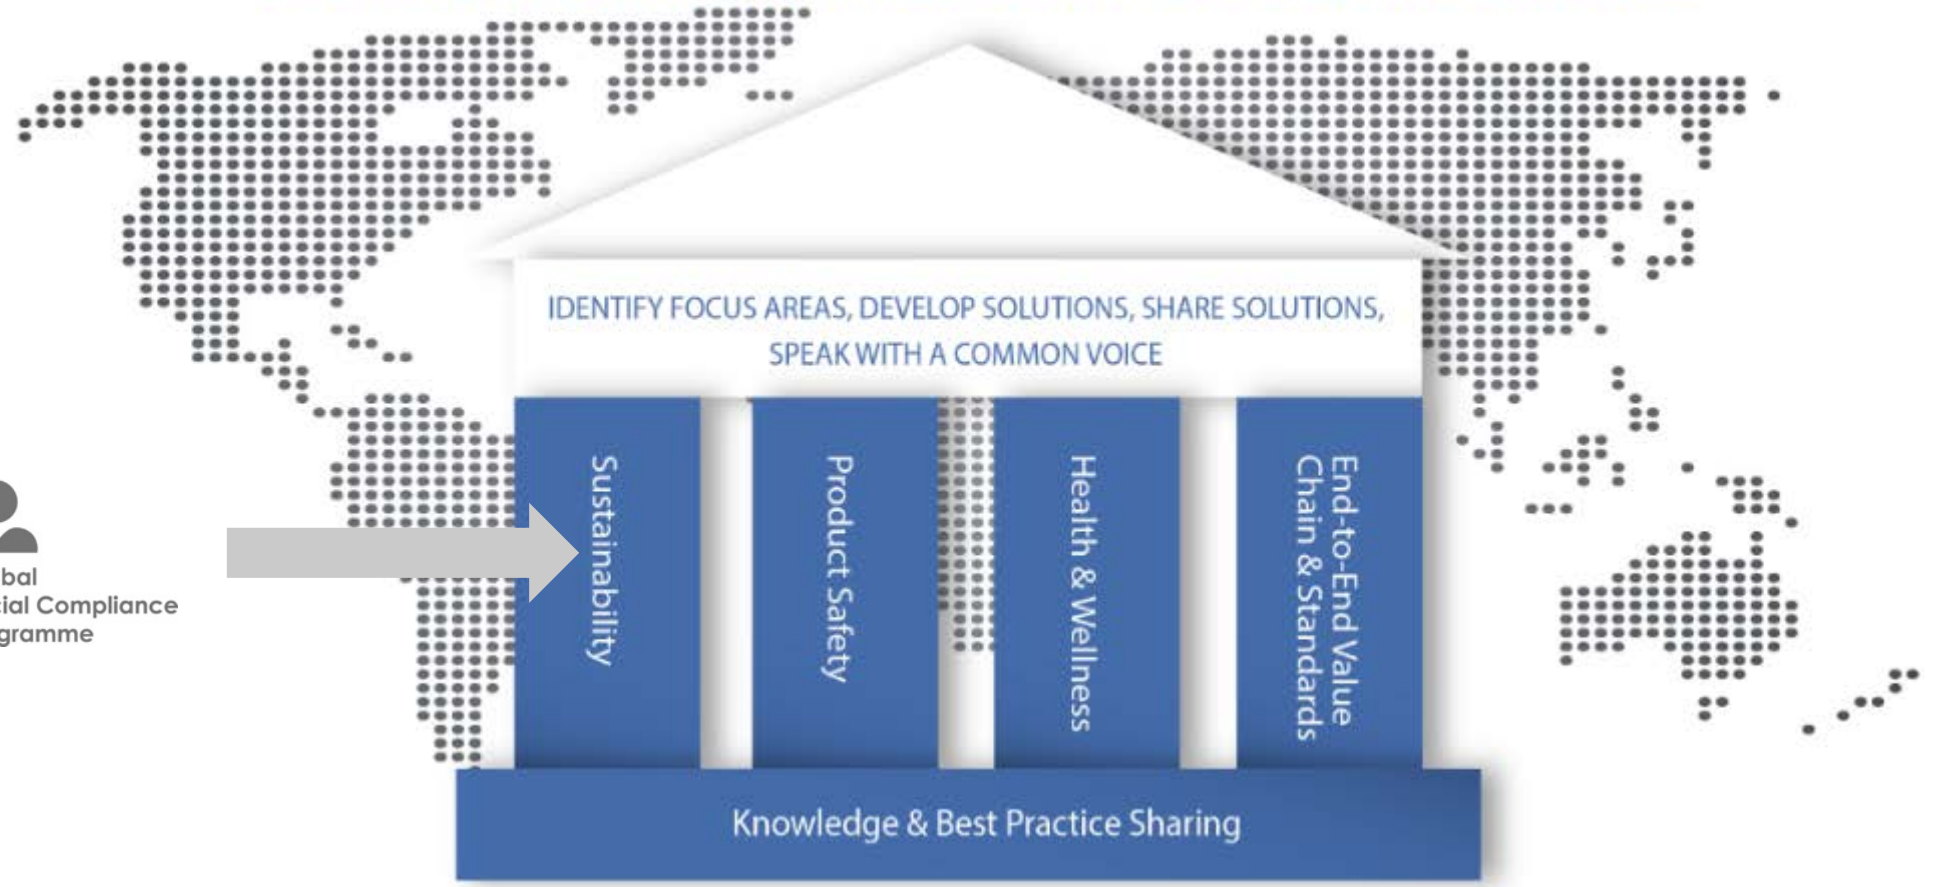 IDENTIFY FOCUS AREAS, DEVELOP SOLUTIONS, SHARE SOLUTIONS,
SPEAK WITH A COMMON VOICE
Sustainability
Product Safety
Health & Wellness
End-to-End Value
Chain & Standards
bal
cial Compliance
gramme
Knowledge & Best Practice Sharing